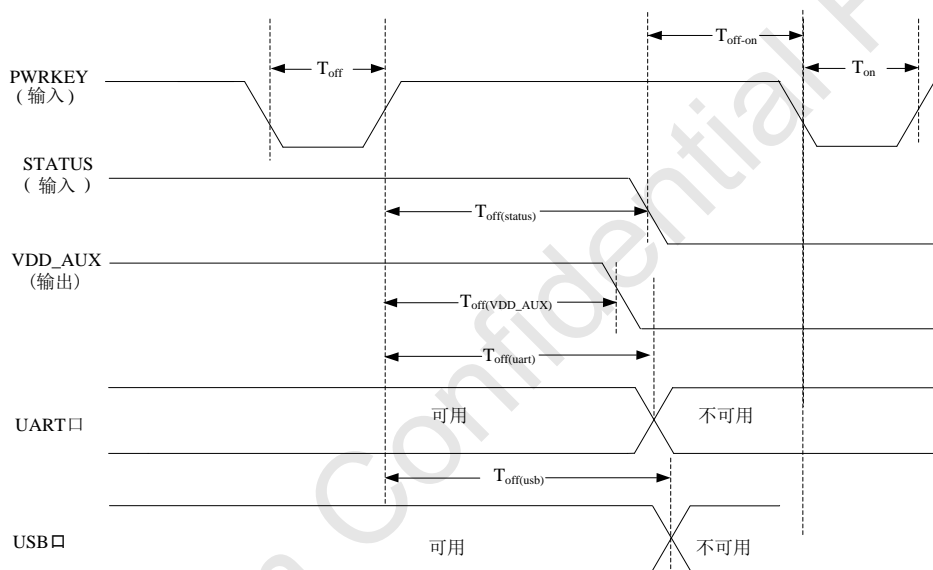 T_off-on
T_off
T_on
PWRKEY
(输入)
STATUS
(输入)
T_off(status)
VDD_AUX
(输出)
T_off(VDD_AUX)
T_off(uart)
可用
不可用
UART口
T_off(usb)
USB口
可用
不可用
Confidential